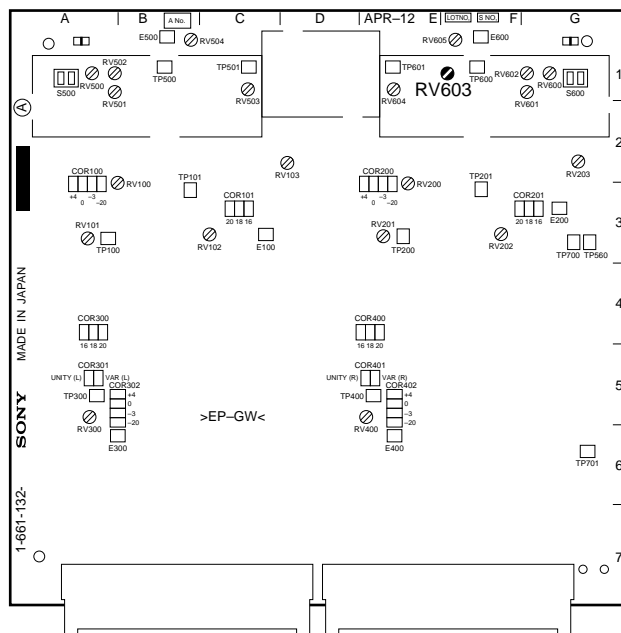 A B A No. C D APR–12 E LOTNO. S NO. F G
E500 RV504 RV605 E600
RV502 TP500 TP501 TP601 TP600 RV602 RV600
S500 RV500 RV501 RV503 RV604 RV603 RV601 S600
1
A
2
COR100 RV100 TP101 RV103 COR200 RV200 TP201 RV203
+4 0 –3 –20 +4 0 –3 –20
COR101 COR201
20 18 16 20 18 16
E200
3
RV101 TP100 RV102 E100 RV201 TP200 RV202 TP700 TP560
4
MADE IN JAPAN
COR300 COR400
16 18 20 16 18 20
5
COR301 COR401
UNITY (L) VAR (L) UNITY (R) VAR (R)
COR302 COR402
TP300 +4 0 –3 –20 TP400 +4 0 –3 –20
SONY
>EP–GW<
RV300 RV400
E300 E400
6
TP701
1-661-132-
7